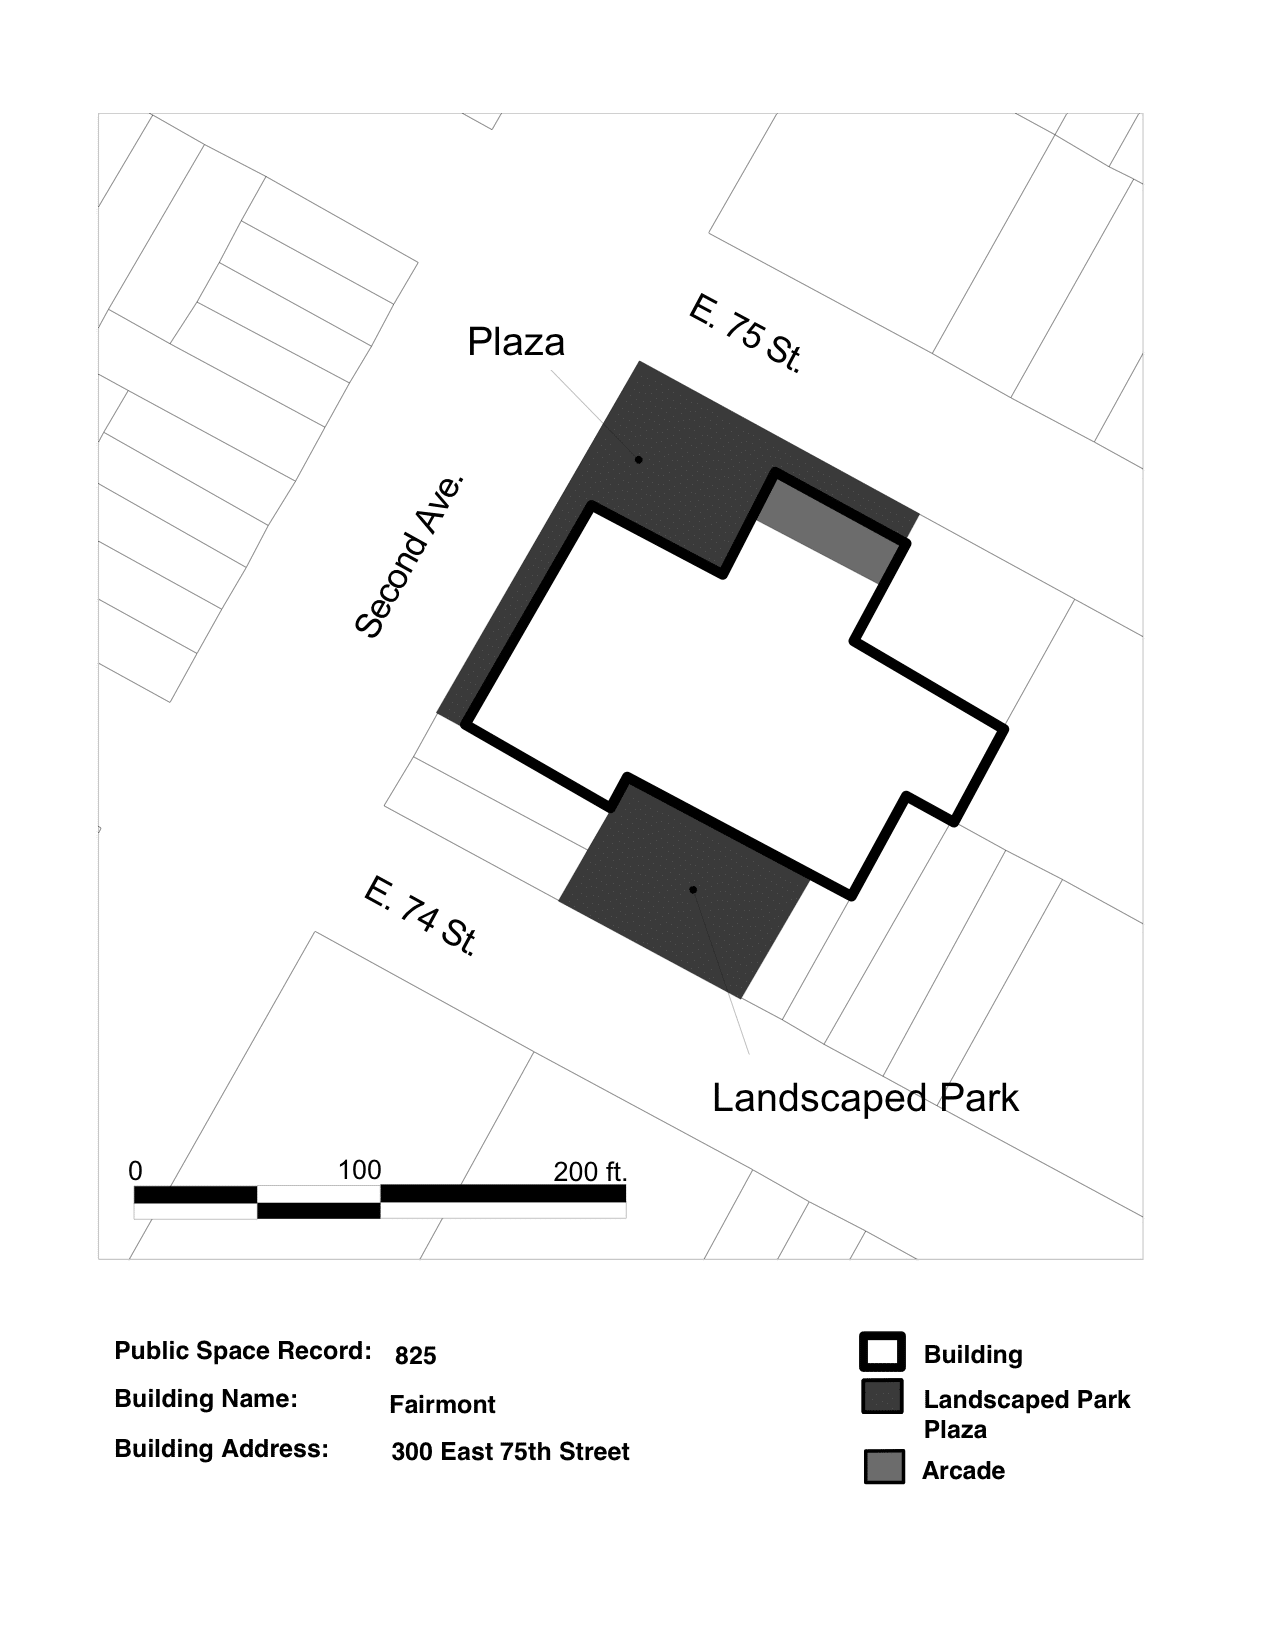 E. 75 St.
Plaza
Second Ave.
E. 74 St.
Landscaped Park
0 100 200 ft.
Public Space Record: 825
Building Name: Fairmont
Building Address: 300 East 75th Street
Building
Landscaped Park
Plaza
Arcade